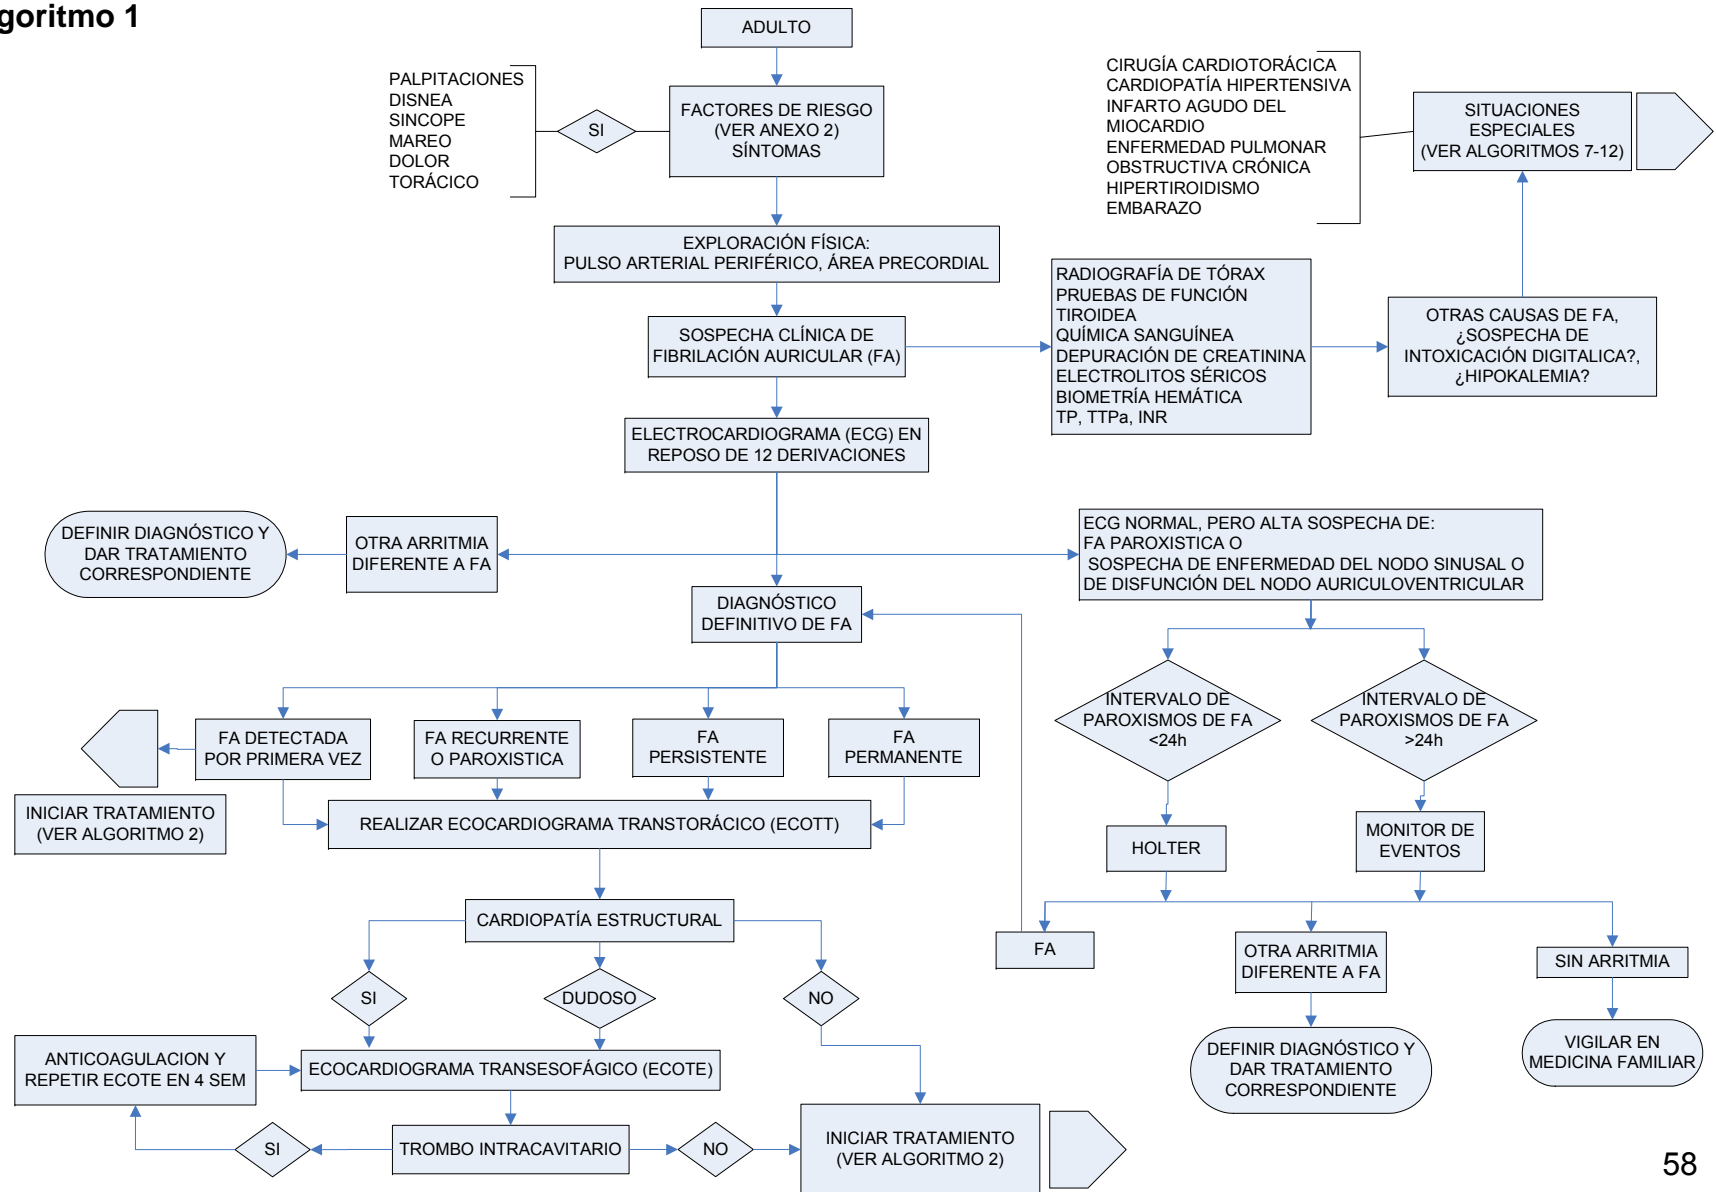 goritmo 1
ADULTO
PALPITACIONES
DISNEA
SINCOPE
MAREO
DOLOR
TORÁCICO
SI
FACTORES DE RIESGO
(VER ANEXO 2)
SÍNTOMAS
CIRUGÍA CARDIOTORÁCICA
CARDIOPATÍA HIPERTENSIVA
INFARTO AGUDO DEL
MIOCARDIO
ENFERMEDAD PULMONAR
OBSTRUCTIVA CRÓNICA
HIPERTIROIDISMO
EMBARAZO
SITUACIONES
ESPECIALES
(VER ALGORITMOS 7-12)
EXPLORACIÓN FÍSICA:
PULSO ARTERIAL PERIFÉRICO, ÁREA PRECORDIAL
SOSPECHA CLÍNICA DE
FIBRILACIÓN AURICULAR (FA)
RADIOGRAFÍA DE TÓRAX
PRUEBAS DE FUNCIÓN
TIROIDEA
QUÍMICA SANGUÍNEA
DEPURACIÓN DE CREATININA
ELECTROLITOS SÉRICOS
BIOMETRÍA HEMÁTICA
TP, TTPa, INR
OTRAS CAUSAS DE FA,
¿SOSPECHA DE
INTOXICACIÓN DIGITALICA?,
¿HIPOKALEMIA?
ELECTROCARDIOGRAMA (ECG) EN
REPOSO DE 12 DERIVACIONES
DEFINIR DIAGNÓSTICO Y
DAR TRATAMIENTO
CORRESPONDIENTE
OTRA ARRITMIA
DIFERENTE A FA
ECG NORMAL, PERO ALTA SOSPECHA DE:
FA PAROXISTICA O
SOSPECHA DE ENFERMEDAD DEL NODO SINUSAL O
DE DISFUNCIÓN DEL NODO AURICULOVENTRICULAR
DIAGNÓSTICO
DEFINITIVO DE FA
FA DETECTADA
POR PRIMERA VEZ
FA RECURRENTE
O PAROXISTICA
FA
PERSISTENTE
FA
PERMANENTE
INTERVALO DE
PAROXISMOS DE FA
<24h
INTERVALO DE
PAROXISMOS DE FA
>24h
INICIAR TRATAMIENTO
(VER ALGORITMO 2)
REALIZAR ECOCARDIOGRAMA TRANSTORÁCICO (ECOTT)
HOLTER
MONITOR DE
EVENTOS
CARDIOPATÍA ESTRUCTURAL
FA
OTRA ARRITMIA
DIFERENTE A FA
SIN ARRITMIA
SI
DUDOSO
NO
ANTICOAGULACION Y
REPETIR ECOTE EN 4 SEM
ECOCARDIOGRAMA TRANSESOFÁGICO (ECOTE)
DEFINIR DIAGNÓSTICO Y
DAR TRATAMIENTO
CORRESPONDIENTE
VIGILAR EN
MEDICINA FAMILIAR
SI
TROMBO INTRACAVITARIO
NO
INICIAR TRATAMIENTO
(VER ALGORITMO 2)
58